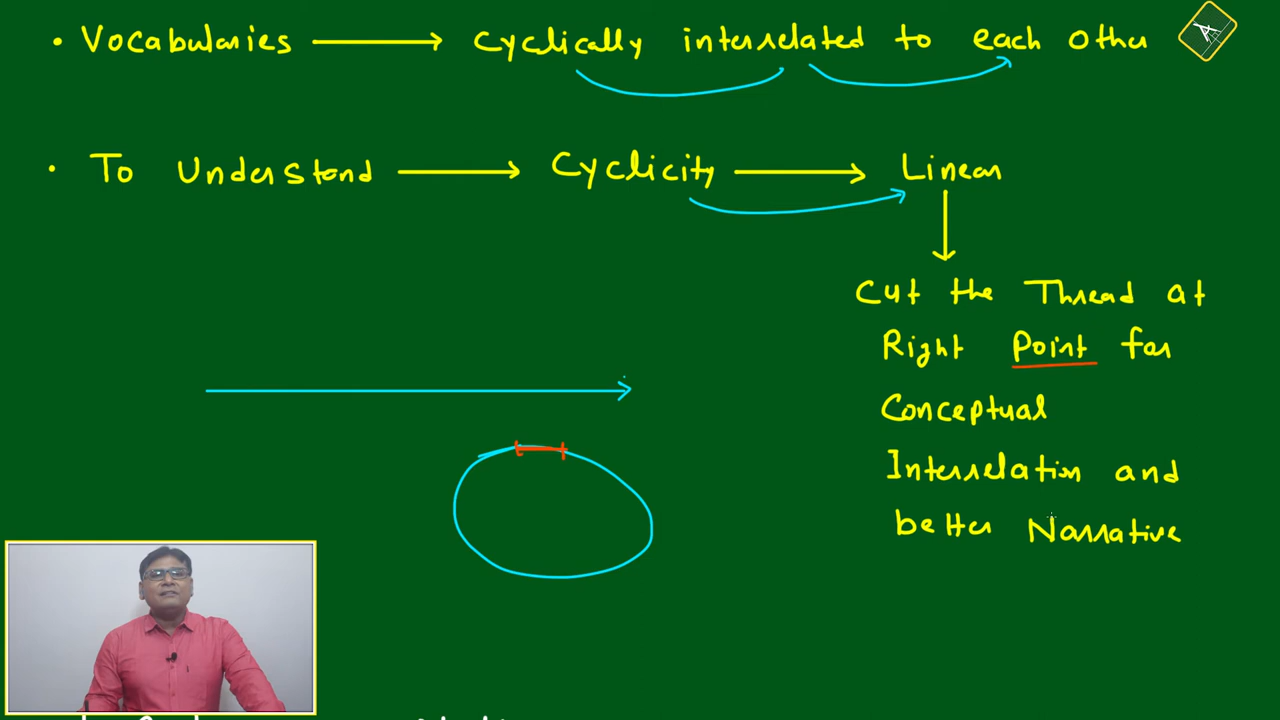 • Vocabularies → Cyclically interrelated to each other
• To Understand → Cyclicity → Linear
Cut the Thread at
Right Point for
Conceptual
Interrelation and
better Narrative